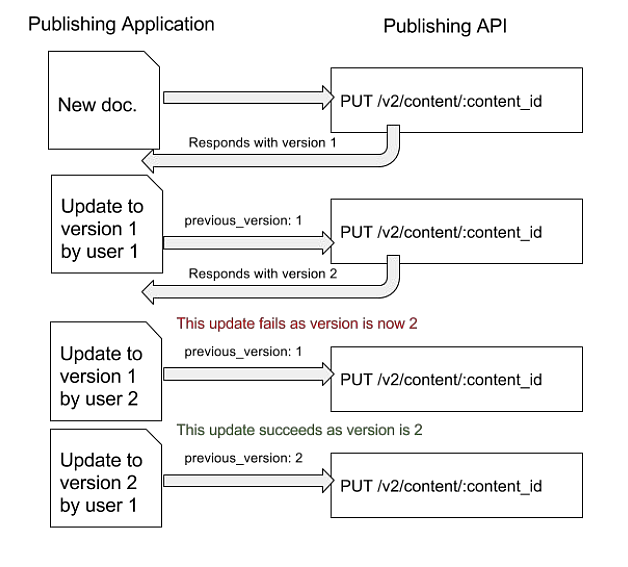 Publishing Application
Publishing API
New doc.
PUT /v2/content/:content_id
Responds with version 1
Update to
version 1
by user 1
previous_version: 1
PUT /v2/content/:content_id
Responds with version 2
This update fails as version is now 2
Update to
version 1
by user 2
previous_version: 1
PUT /v2/content/:content_id
This update succeeds as version is 2
Update to
version 2
by user 1
previous_version: 2
PUT /v2/content/:content_id